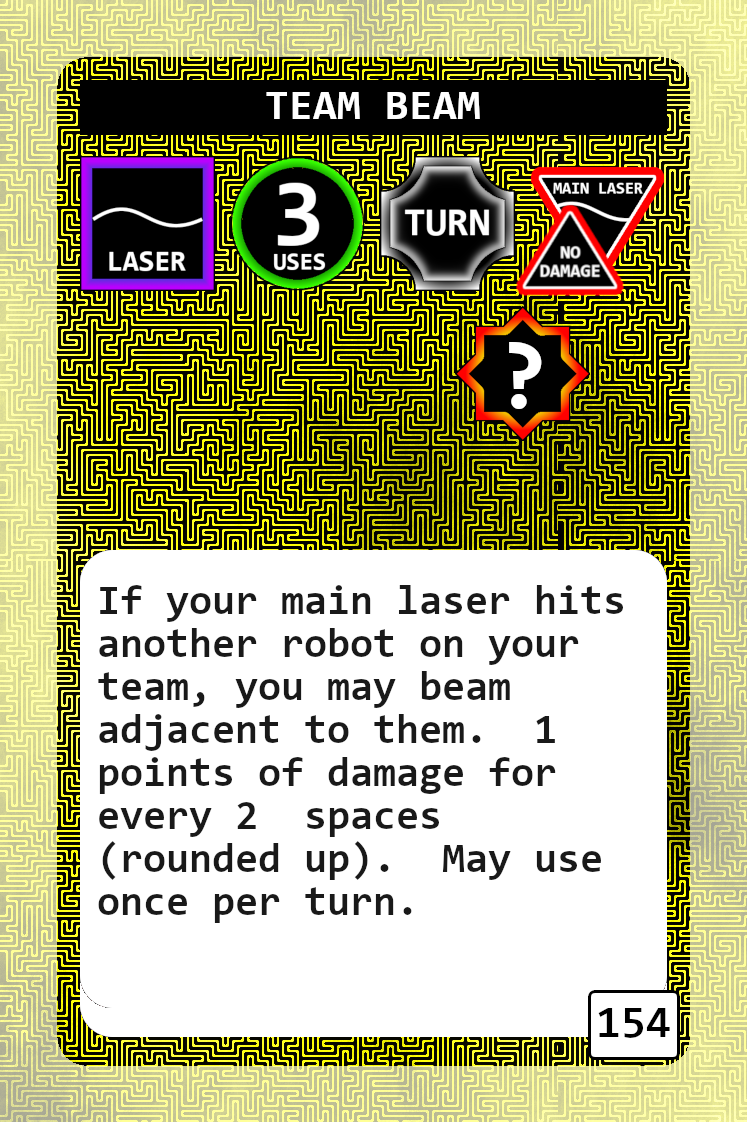 TEAM BEAM
LASER
3
USES
TURN
MAIN LASER
NO
DAMAGE
?
If your main laser hits
another robot on your
team, you may beam
adjacent to them.  1
points of damage for
every 2  spaces
(rounded up).  May use
once per turn.
154